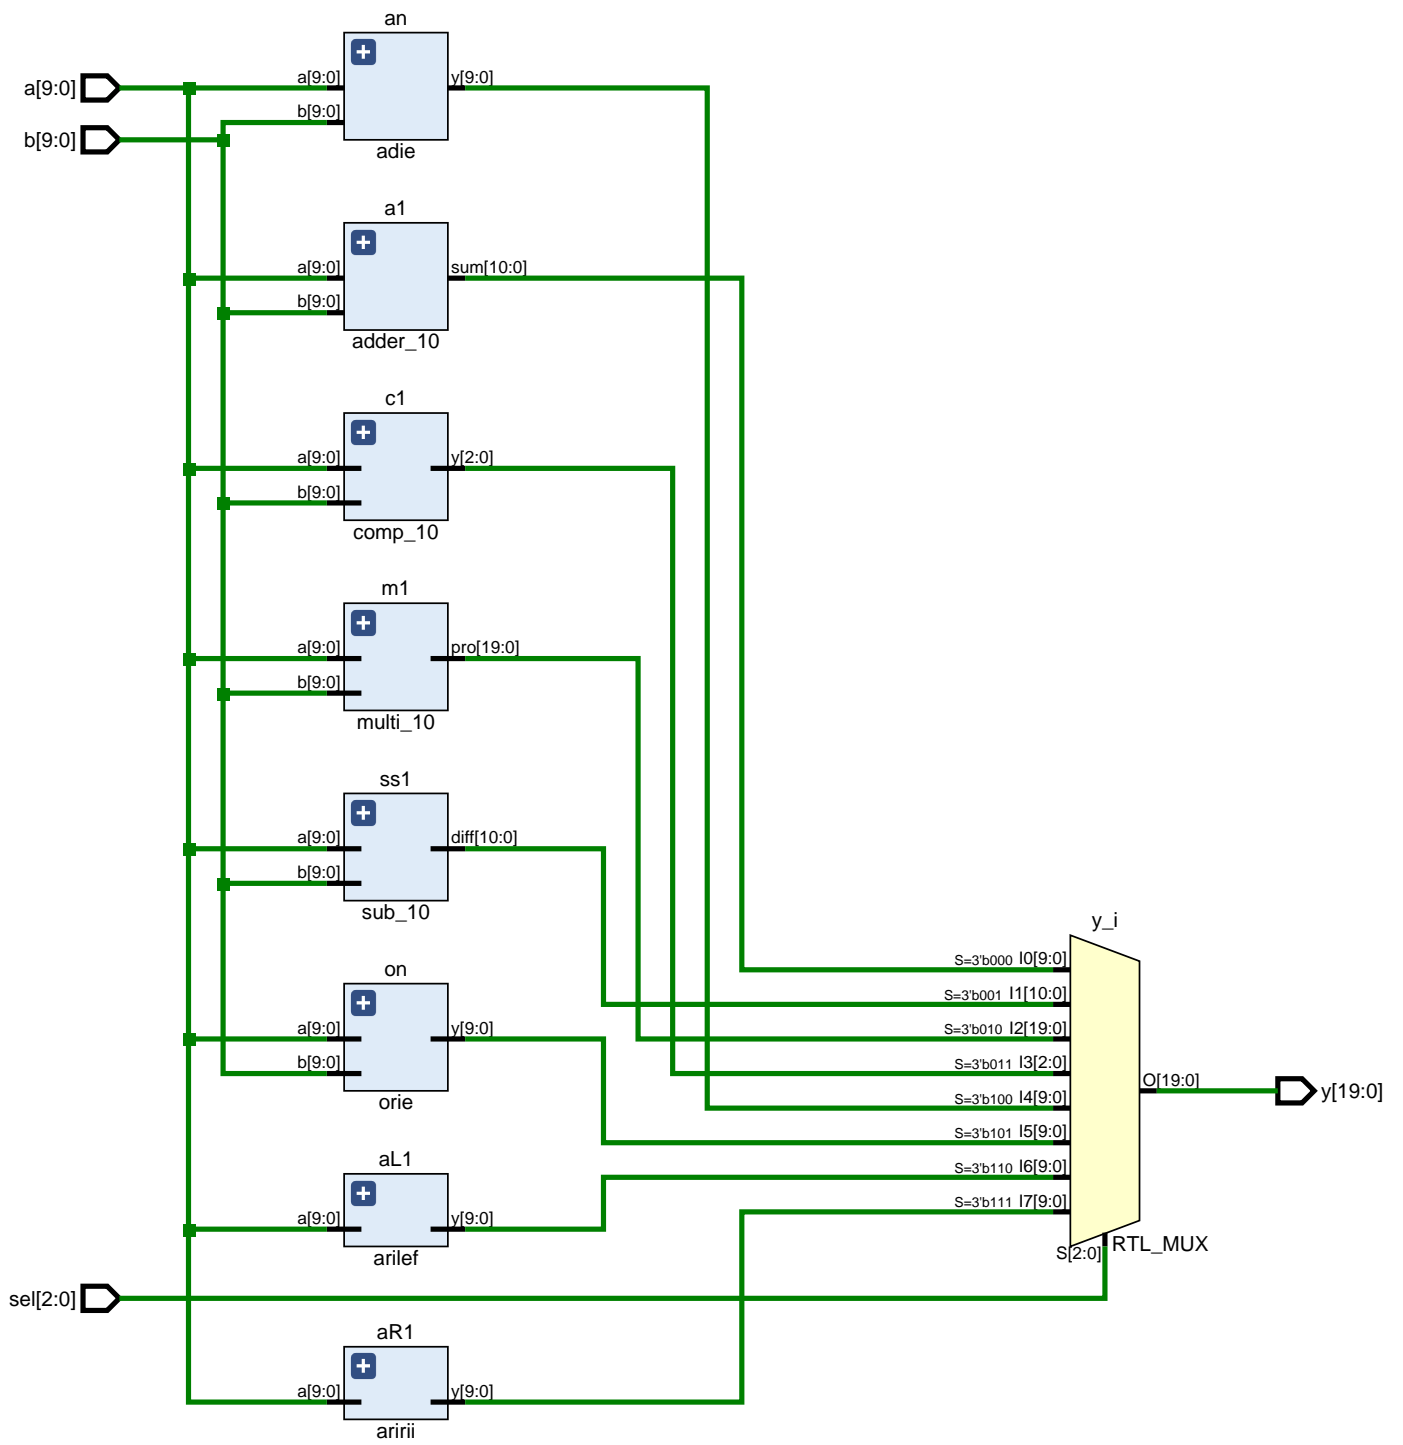 an
a[9:0]
a[9:0]
y[9:0]
b[9:0]
b[9:0]
adie
a1
a[9:0]
sum[10:0]
b[9:0]
adder_10
c1
a[9:0]
y[2:0]
b[9:0]
comp_10
m1
a[9:0]
pro[19:0]
b[9:0]
multi_10
ss1
a[9:0]
diff[10:0]
b[9:0]
sub_10
on
a[9:0]
y[9:0]
b[9:0]
orie
aL1
a[9:0]
y[9:0]
arilef
sel[2:0]
aR1
a[9:0]
y[9:0]
aririi
y_i
S=3'b000 I0[9:0]
S=3'b001 I1[10:0]
S=3'b010 I2[19:0]
S=3'b011 I3[2:0]
S=3'b100 I4[9:0]
S=3'b101 I5[9:0]
S=3'b110 I6[9:0]
S=3'b111 I7[9:0]
O[19:0]
y[19:0]
S[2:0]
RTL_MUX